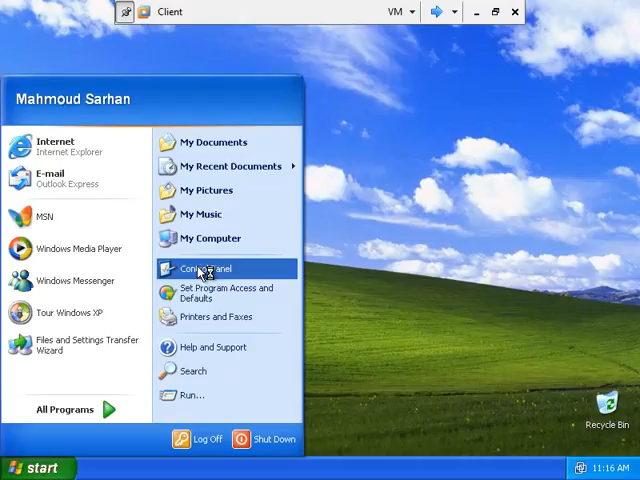 Client
VM
Mahmoud Sarhan
Internet
Internet Explorer
E-mail
Outlook Express
MSN
Windows Media Player
Windows Messenger
Tour Windows XP
Files and Settings Transfer
Wizard
All Programs
My Documents
My Recent Documents
My Pictures
My Music
My Computer
Control Panel
Set Program Access and
Defaults
Printers and Faxes
Help and Support
Search
Run...
Log Off
Shut Down
Recycle Bin
start
11:16 AM